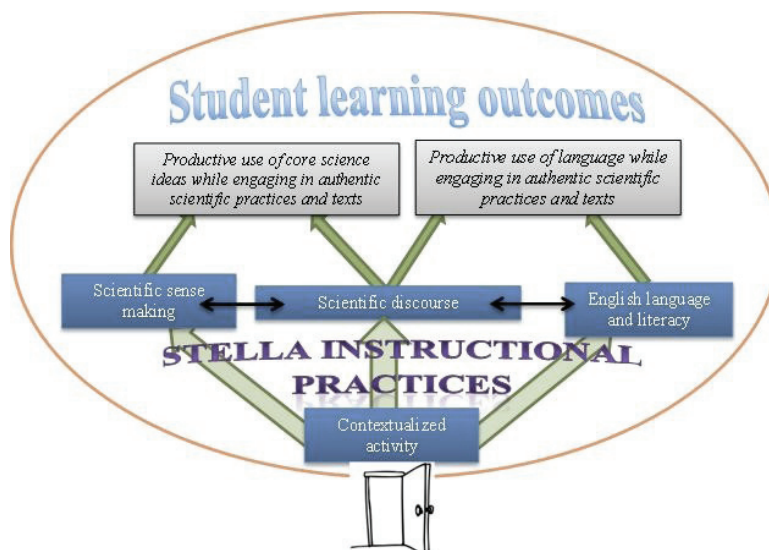 Student learning outcomes
Productive use of core science
ideas while engaging in authentic
scientific practices and texts
Productive use of language while
engaging in authentic scientific
practices and texts
Scientific sense
making
Scientific discourse
English language
and literacy
STELLA INSTRUCTIONAL
PRACTICES
Contextualized
activity